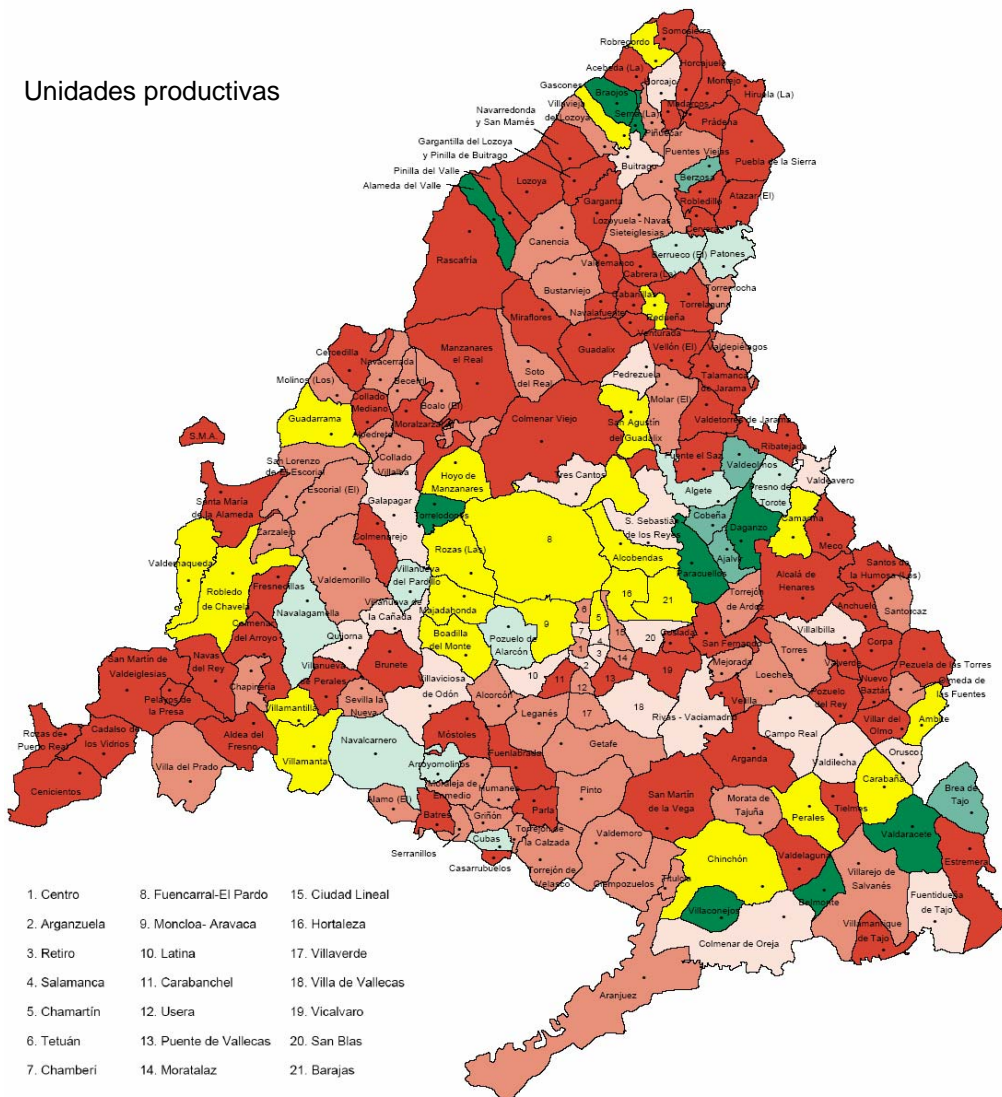 Unidades productivas
Robregordo
Somosierra
Acebeda (La)
Horcajuelo
Horcajo
Montejo
Gascones
Braojos
Madarcos
Hiruela (La)
Villavieja
del Lozoya
Serna (La)
Prádena
Navarredonda
y San Mamés
Piñuecar
Puentes Viejas
Gargantilla del Lozoya
y Pinilla de Buitrago
Buitrago
Puebla de la Sierra
Pinilla del Valle
Berzosa
Alameda del Valle
Lozoya
Robledillo
Atazar (El)
Garganta
Lozoyuela - Navas
Sieteiglesias
Cervera
Canencia
Rascafría
Berrueco (El)
Patones
Valdemanco
Cabrera (La)
Bustarviejo
Torremocha
Cabanillas
Miraflores
Navalafuente
Redueña
Torrelaguna
Venturada
Guadalix
Cercedilla
Navacerrada
Manzanares
el Real
Vellón (El)
Valdepiélagos
Molinos (Los)
Becerril
Soto
del Real
Pedrezuela
Talamanca
de Jarama
Collado
Mediano
Boalo (El)
Molar (El)
Guadarrama
Moralzarzal
Colmenar Viejo
San Agustín
del Guadalix
Valdetorres de Jarama
S.M.A.
Alpedrete
Ribatejada
Collado
Villalba
Fuente el Saz
San Lorenzo
de El Escorial
Hoyo de
Manzanares
Tres Cantos
Valdeolmos
Valdeavero
Escorial (El)
Galapagar
Algete
Fresno de
Torote
Santa María
de la Alameda
Torrelodones
S. Sebastián
de los Reyes
Cobeña
Daganzo
Camarma
Zarzalejo
Colmenarejo
Rozas (Las)
8
Alcobendas
Ajalvir
Meco
Valdemaqueda
Villanueva
del Pardillo
Paracuellos
Santos de
la Humosa (Los)
Robledo
de Chavela
Fresnedillas
Valdemorillo
Alcalá de
Henares
Navalagamella
Villanueva de
la Cañada
Majadahonda
16
21
Torrejón
de Ardoz
Anchuelo
Santorcaz
Colmenar
del Arroyo
6
5
9
Boadilla
del Monte
Pozuelo de
Alarcón
7
4
15
20
Coslada
San Fernando
Villalbilla
Quijorna
1
3
14
Corpa
Navas
del Rey
2
10
Torres
Valverde
Pezuela de las Torres
San Martín de
Valdeiglesias
Villanueva
de Perales
Brunete
11
13
19
Mejorada
Loeches
Nuevo
Baztán
Olmeda de
las Fuentes
Chapinería
Villaviciosa
de Odón
Alcorcón
12
Pozuelo
del Rey
Pelayos de
la Presa
Sevilla la
Nueva
Leganés
17
18
Rivas - Vaciamadrid
Velilla
Ambite
Villamantilla
Villar del
Olmo
Rozas de
Puerto Real
Cadalso de
los Vidrios
Aldea del
Fresno
Navalcarnero
Móstoles
Getafe
Campo Real
Orusco
Villa del Prado
Villamanta
Arroyomolinos
Fuenlabrada
Arganda
Valdilecha
Cenicientos
Moraleja de
Enmedio
Humanes
Pinto
San Martín
de la Vega
Carabaña
Brea de
Tajo
Alamo (El)
Batres
Griñón
Parla
Morata de
Tajuña
Perales
Tielmes
Valdaracete
Cubas
Torrejón de
la Calzada
Valdemoro
Serranillos
Casarrubuelos
Torrejón de
Velasco
Ciempozuelos
Titulcia
Chinchón
Valdelaguna
Villarejo de
Salvanés
Estremera
Villaconejos
Belmonte
Fuentidueña
de Tajo
Villamanrique
de Tajo
Colmenar de Oreja
Aranjuez
1. Centro
8. Fuencarral-El Pardo
15. Ciudad Lineal
2. Arganzuela
9. Moncloa- Aravaca
16. Hortaleza
3. Retiro
10. Latina
17. Villaverde
4. Salamanca
11. Carabanchel
18. Villa de Vallecas
5. Chamartín
12. Usera
19. Vicalvaro
6. Tetuán
13. Puente de Vallecas
20. San Blas
7. Chamberí
14. Moratalaz
21. Barajas